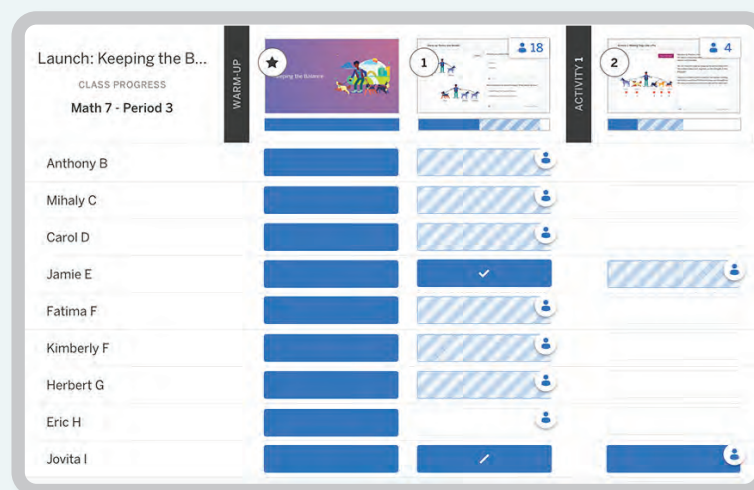 Launch: Keeping the B...
CLASS PROGRESS
Math 7 - Period 3
WARM-UP
Keeping the Balance
1
18
ACTIVITY 1
2
4
Anthony B
Mihaly C
Carol D
Jamie E
Fatima F
Kimberly F
Herbert G
Eric H
Jovita I